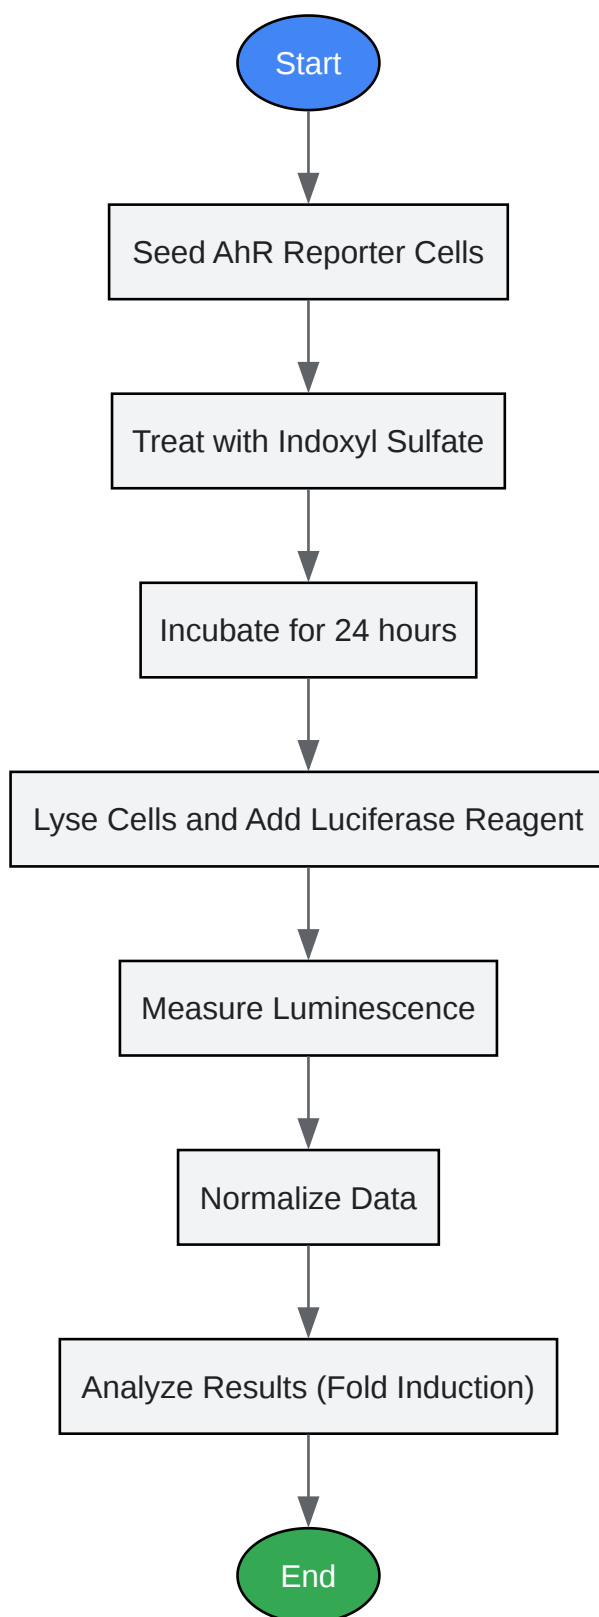 Start
Seed AhR Reporter Cells
Treat with Indoxyl Sulfate
Incubate for 24 hours
Lyse Cells and Add Luciferase Reagent
Measure Luminescence
Normalize Data
Analyze Results (Fold Induction)
End